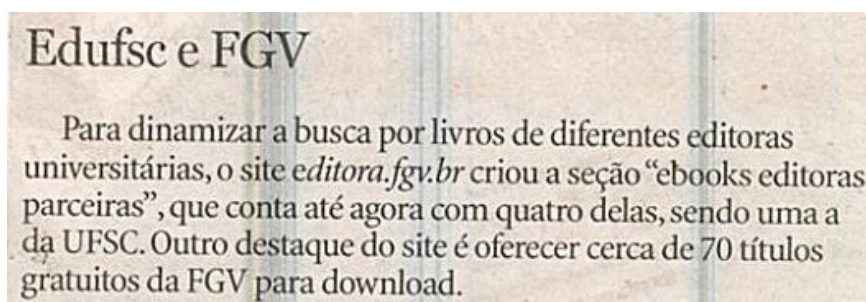 Edufsc e FGV
Para dinamizar a busca por livros de diferentes editoras
universitárias, o site editora.fgv.br criou a seção “ebooks editoras
parceiras”, que conta até agora com quatro delas, sendo uma a
da UFSC. Outro destaque do site é oferecer cerca de 70 títulos
gratuitos da FGV para download.